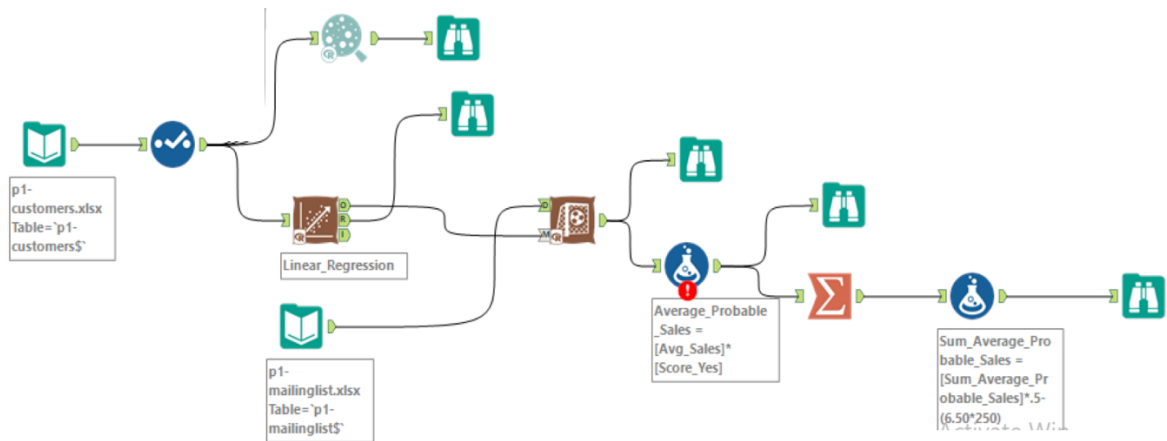 p1-
customers.xlsx
Table=`p1-
customers$`
O
R
I
Linear_Regression
p1-
mailinglist.xlsx
Table=`p1-
mailinglist$`
D
M
Average_Probable
_Sales =
[Avg_Sales]*
[Score_Yes]
Sum_Average_Pro
bable_Sales =
[Sum_Average_Pr
obable_Sales]*.5-
(6.50*250)